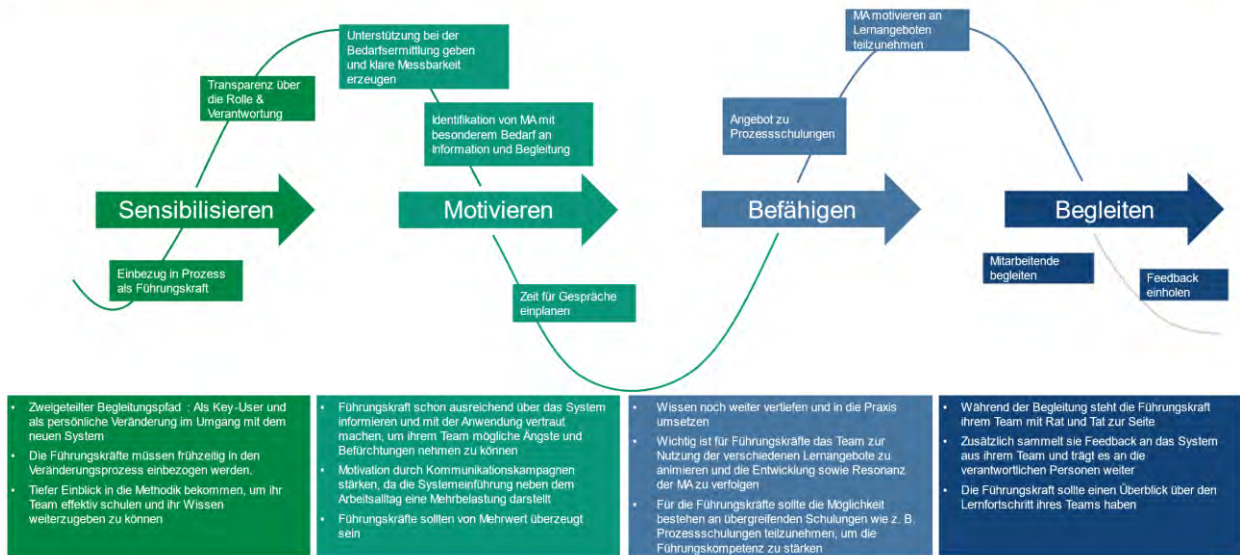 Unterstützung bei der
Bedarfsermittlung geben
und klare Messbarkeit
erzeugen
MA motivieren an
Lernangeboten
teilzunehmen
Transparenz über
die Rolle &
Verantwortung
Identifikation von MA mit
besonderem Bedarf an
Information und Begleitung
Angebot zu
Prozessschulungen
Sensibilisieren
Motivieren
Befähigen
Begleiten
Einbezug in Prozess
als Führungskraft
Zeit für Gespräche
einplanen
Mitarbeitende
begleiten
Feedback
einholen
• Zweigeteilter Begleitungspfad : Als Key-User und
als persönliche Veränderung im Umgang mit dem
neuen System
• Die Führungskräfte müssen frühzeitig in den
Veränderungsprozess einbezogen werden.
• Tiefer Einblick in die Methodik bekommen, um ihr
Team effektiv schulen und ihr Wissen
weiterzugeben zu können
• Führungskraft schon ausreichend über das System
informieren und mit der Anwendung vertraut
machen, um ihrem Team mögliche Ängste und
Befürchtungen nehmen zu können
• Motivation durch Kommunikationskampagnen
stärken, da die Systemeinführung neben dem
Arbeitsalltag eine Mehrbelastung darstellt
• Führungskräfte sollten von Mehrwert überzeugt
sein
• Wissen noch weiter vertiefen und in die Praxis
umsetzen
• Wichtig ist für Führungskräfte das Team zur
Nutzung der verschiedenen Lernangebote zu
animieren und die Entwicklung sowie Resonanz
der MA zu verfolgen
• Für die Führungskräfte sollte die Möglichkeit
bestehen an übergreifenden Schulungen wie z. B.
Prozessschulungen teilzunehmen, um die
Führungskompetenz zu stärken
• Während der Begleitung steht die Führungskraft
ihrem Team mit Rat und Tat zur Seite
• Zusätzlich sammelt sie Feedback an das System
aus ihrem Team und trägt es an die
verantwortlichen Personen weiter
• Die Führungskraft sollte einen Überblick über den
Lernfortschritt ihres Teams haben